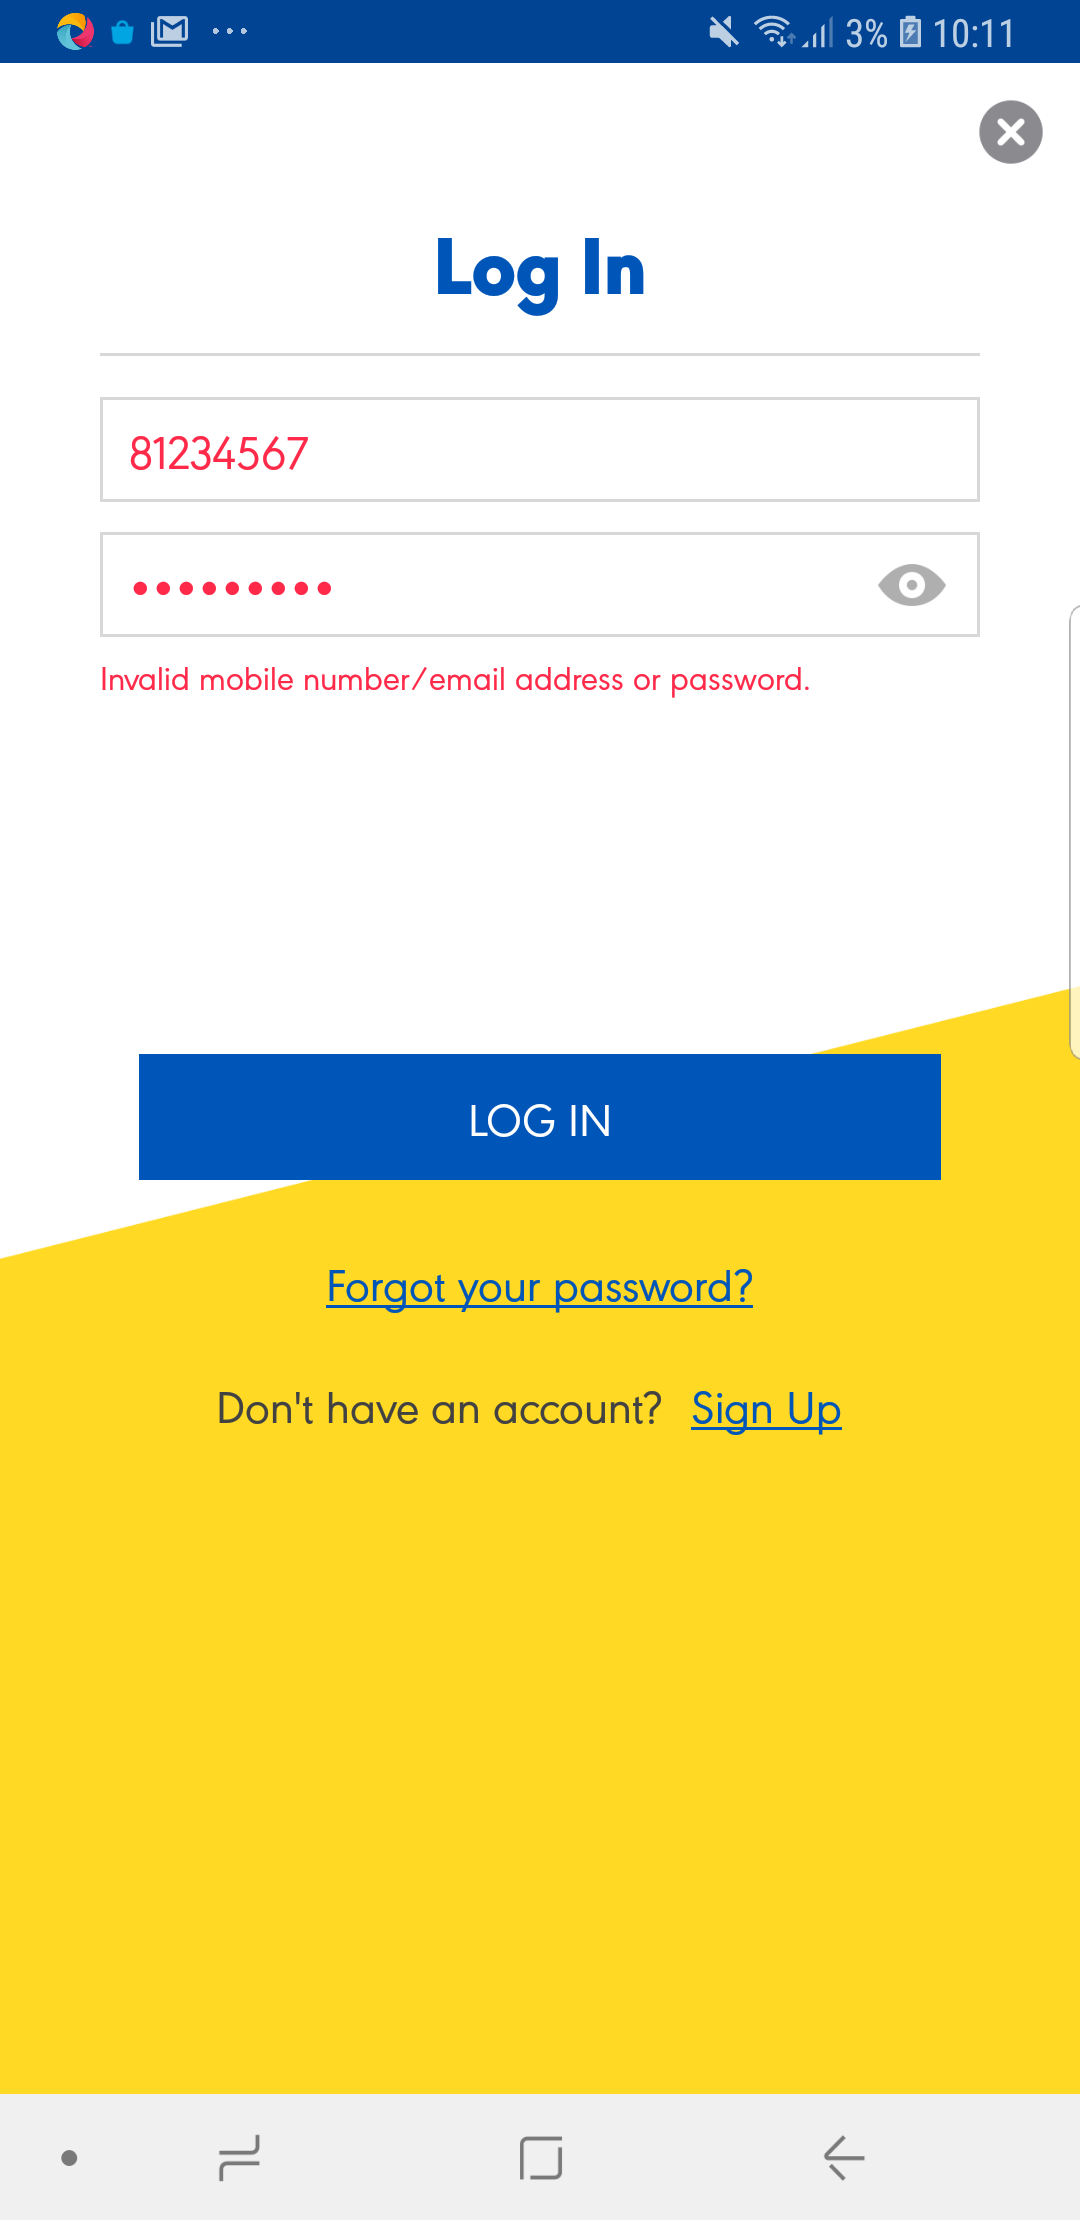 3% 10:11
Log In
81234567
•••••••••
Invalid mobile number/email address or password.
LOG IN
Forgot your password?
Don't have an account? Sign Up